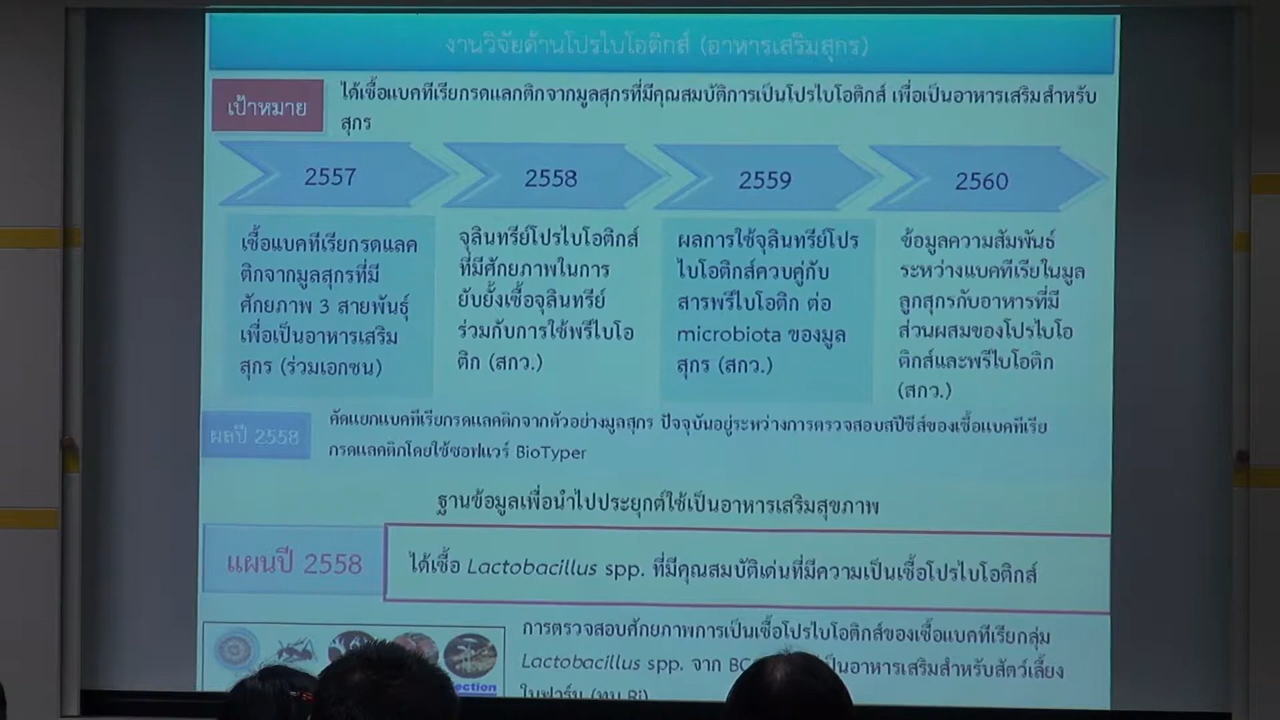 งานวิจัยด้านโปรไบโอติกส์ (อาหารเสริมสุกร)
เป้าหมาย
ได้เชื้อแบคทีเรียกรดแลกติกจากมูลสุกรที่มีคุณสมบัติการเป็นโปรไบโอติกส์ เพื่อเป็นอาหารเสริมสำหรับ
สุกร
2557
2558
2559
2560
เชื้อแบคทีเรียกรดแลค
ติกจากมูลสุกรที่มี
ศักยภาพ 3 สายพันธุ์
เพื่อเป็นอาหารเสริม
สุกร (ร่วมเอกชน)
จุลินทรีย์โปรไบโอติกส์
ที่มีศักยภาพในการ
ยับยั้งเชื้อจุลินทรีย์
ร่วมกับการใช้พรีไบโอ
ติก (สกว.)
ผลการใช้จุลินทรีย์โปร
ไบโอติกส์ควบคู่กับ
สารพรีไบโอติก ต่อ
microbiota ของมูล
สุกร (สกว.)
ข้อมูลความสัมพันธ์
ระหว่างแบคทีเรียในมูล
ลูกสุกรกับอาหารที่มี
ส่วนผสมของโปรไบโอ
ติกส์และพรีไบโอติก
(สกว.)
ผลปี 2558
คัดแยกแบคทีเรียกรดแลคติกจากตัวอย่างมูลสุกร ปัจจุบันอยู่ระหว่างการตรวจสอบสปีชีส์ของเชื้อแบคทีเรีย
กรดแลคติกโดยใช้ซอฟแวร์ BioTyper
ฐานข้อมูลเพื่อนำไปประยุกต์ใช้เป็นอาหารเสริมสุขภาพ
แผนปี 2558
ได้เชื้อ Lactobacillus spp. ที่มีคุณสมบัติเด่นที่มีความเป็นเชื้อโปรไบโอติกส์
การตรวจสอบศักยภาพการเป็นเชื้อโปรไบโอติกส์ของเชื้อแบคทีเรียกลุ่ม
Lactobacillus spp. จาก เป็นอาหารเสริมสำหรับสัตว์เลี้ยง
ในฟาร์ม